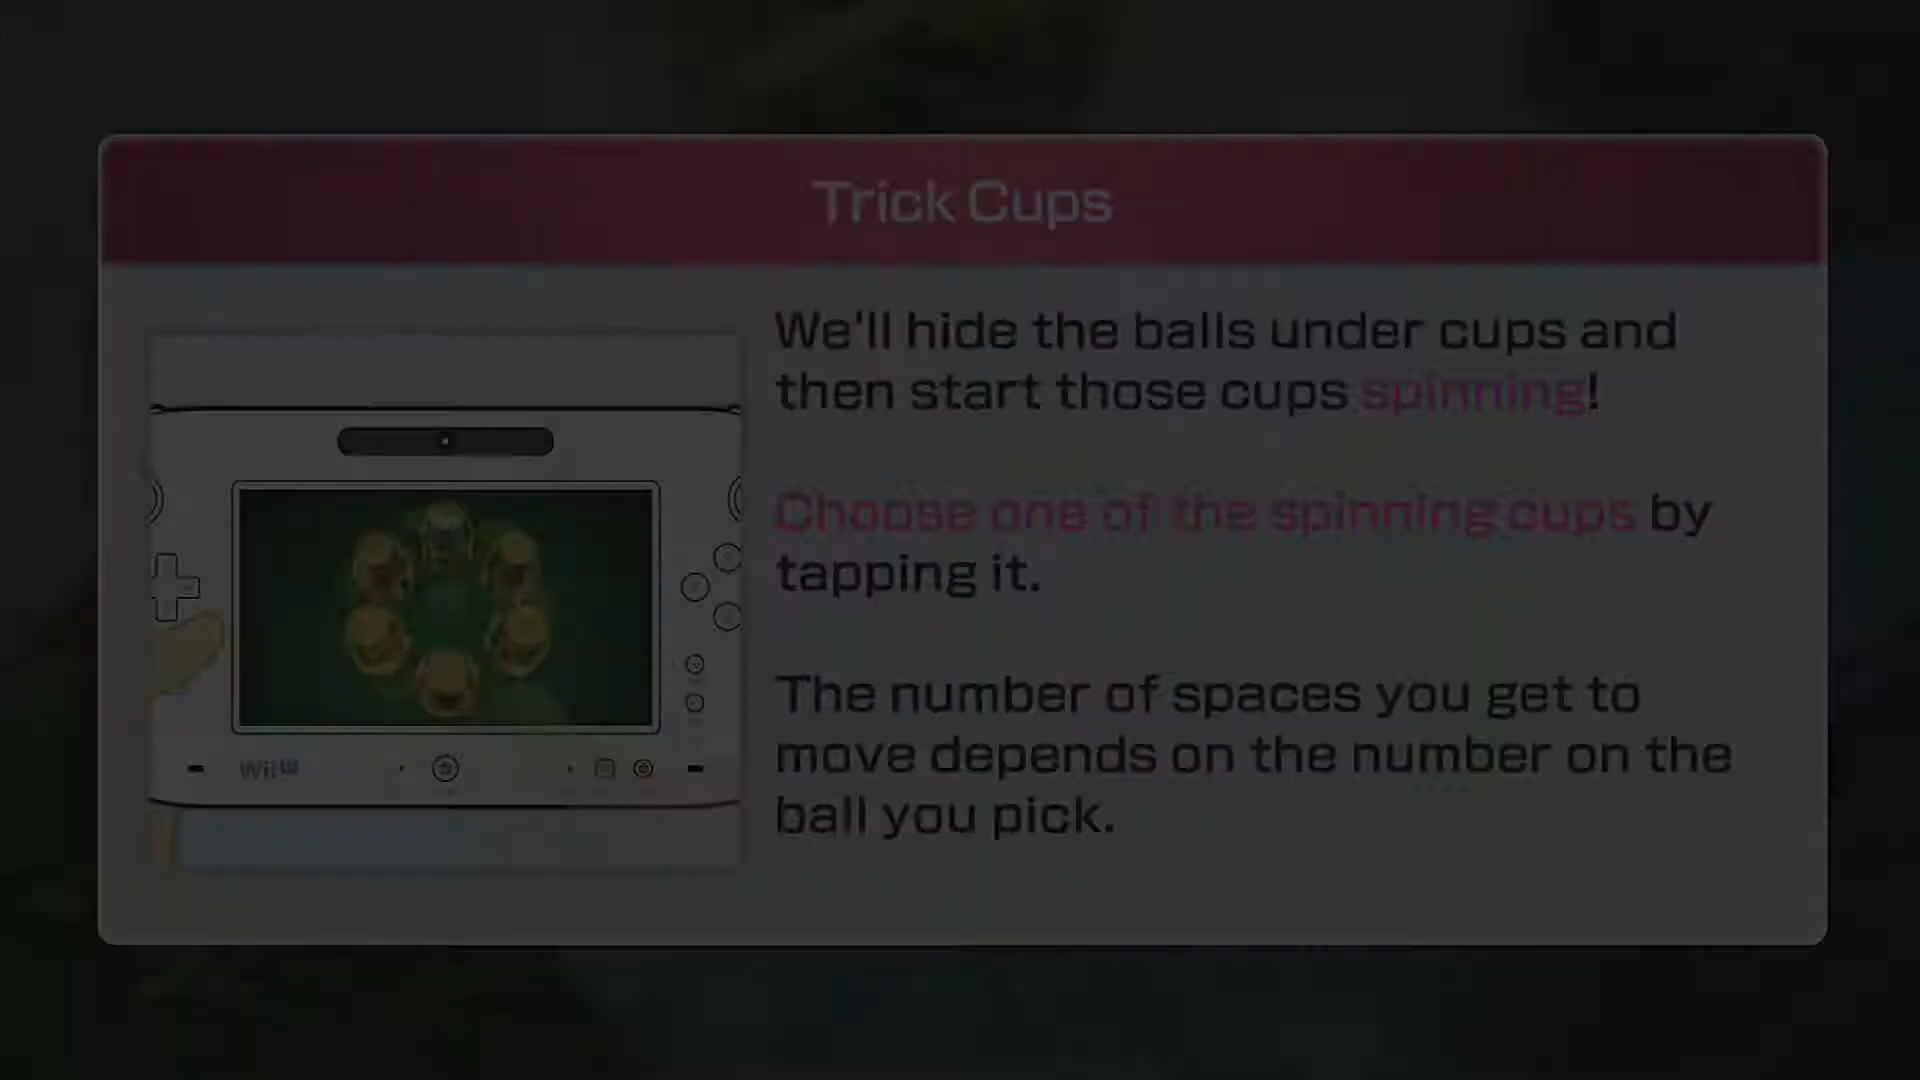 Trick Cups
We'll hide the balls under cups and
then start those cups spinning!
Choose one of the spinning cups by
tapping it.
The number of spaces you get to
move depends on the number on the
ball you pick.
Wii U